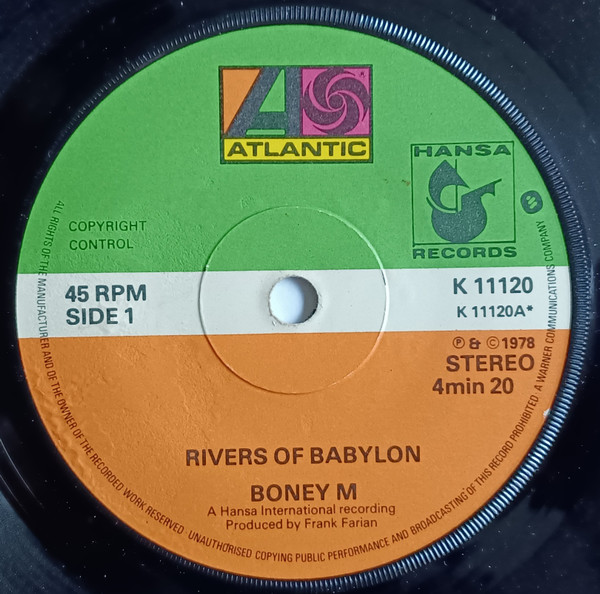 ATLANTIC
HANSA
RECORDS
COPYRIGHT
CONTROL
45 RPM
SIDE 1
K 11120
K 11120A*
℗ & © 1978
STEREO
4min 20
RIVERS OF BABYLON
BONEY M
A Hansa International recording
Produced by Frank Farian
ALL RIGHTS OF THE MANUFACTURER AND OF THE OWNER OF THE RECORDED WORK RESERVED UNAUTHORISED COPYING PUBLIC PERFORMANCE AND BROADCASTING OF THIS RECORD PROHIBITED A WARNER COMMUNICATIONS COMPANY